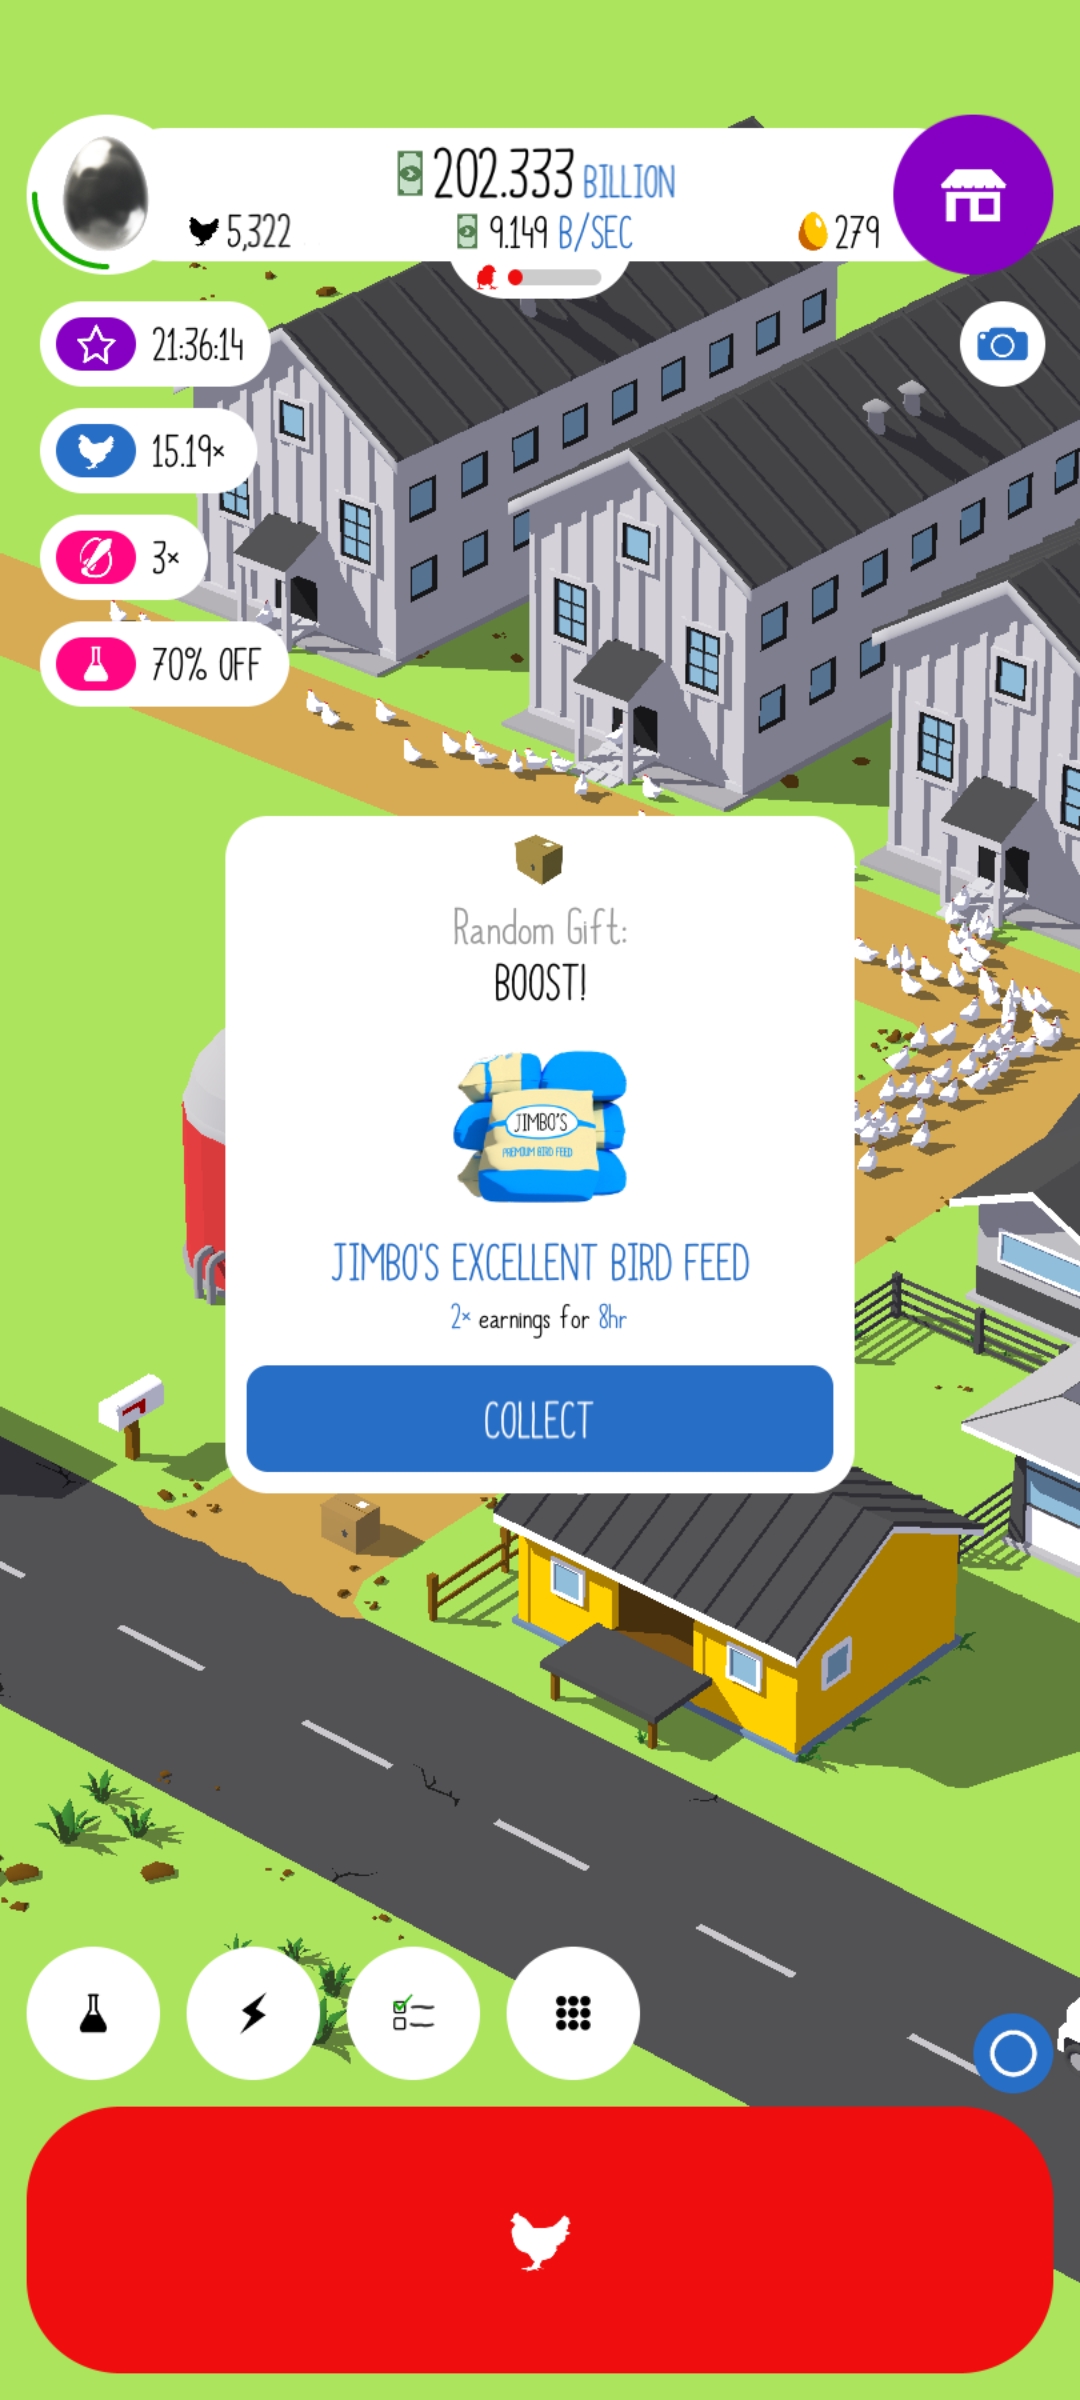 202.333 BILLION
5,322
9.149 B/SEC
279
21:36:14
15.19×
3×
70% OFF
Random Gift:
BOOST!
JIMBO'S
PREMIUM BIRD FEED
JIMBO'S EXCELLENT BIRD FEED
2× earnings for 8hr
COLLECT